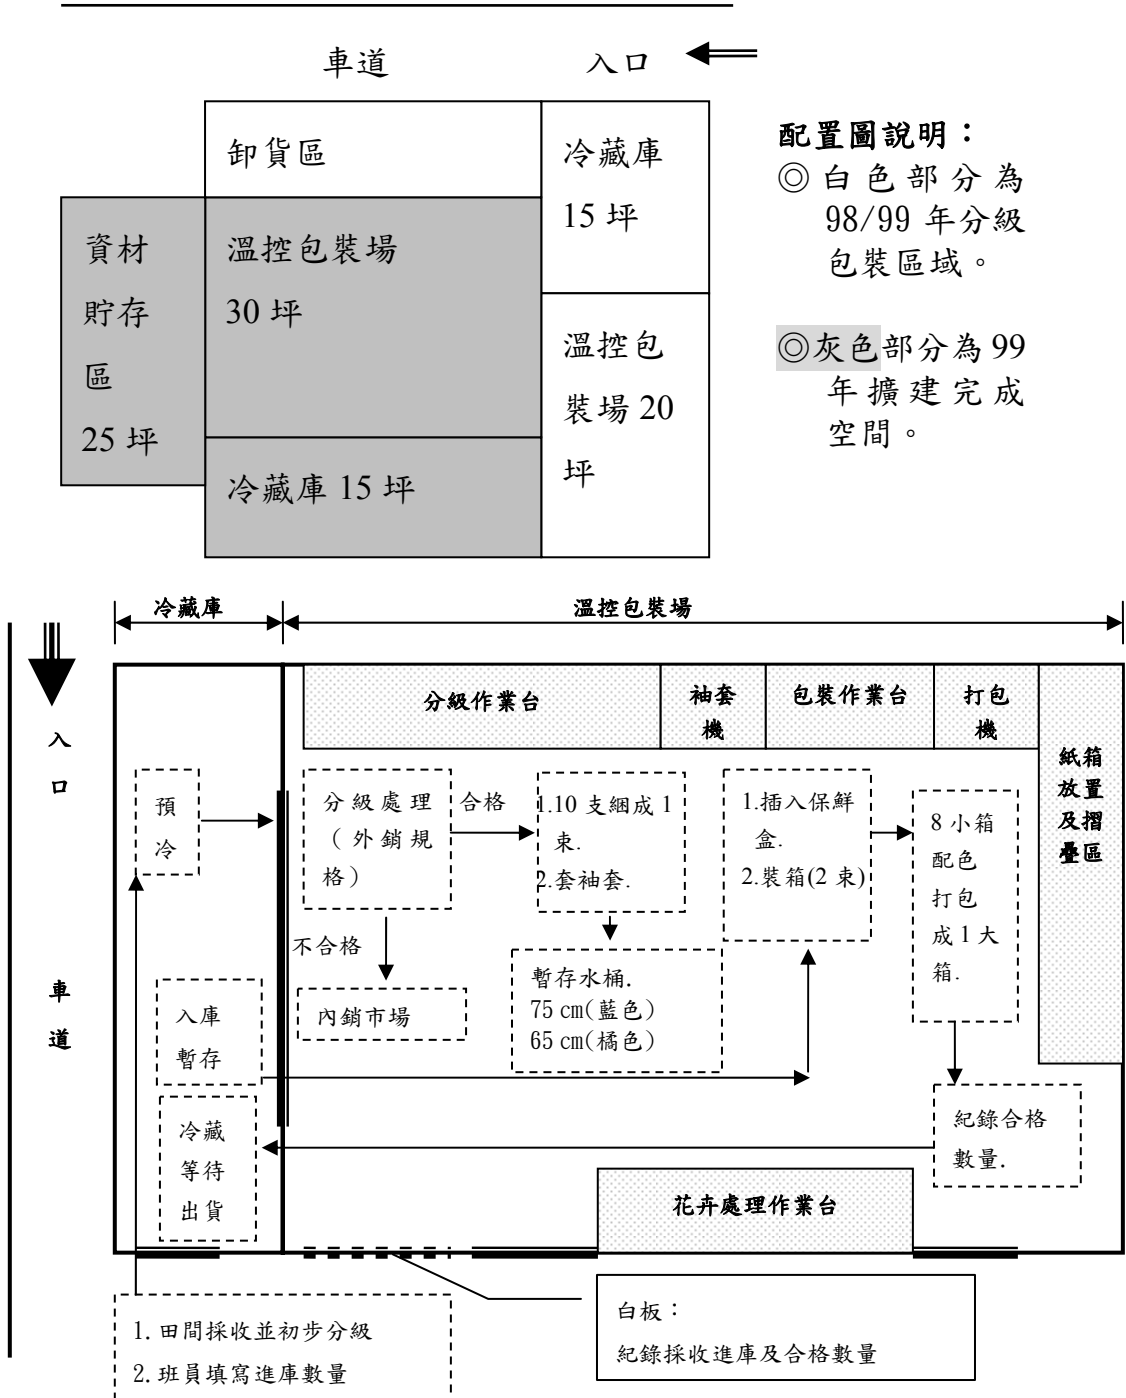 車道
入口
卸貨區
冷藏庫
15 坪
資材
貯存
區
25 坪
溫控包裝場
30 坪
溫控包
裝場 20
坪
冷藏庫 15 坪
配置圖說明：
◎白色部分為
98/99 年分級
包裝區域。
◎灰色部分為 99
年擴建完成
空間。
冷藏庫
溫控包裝場
入
口
車
道
分級作業台
袖套
機
包裝作業台
打包
機
紙箱
放置
及摺
疊區
預
冷
分級處理
（外銷規
格）
合格
1.10 支綑成 1
束.
2.套袖套.
1.插入保鮮
盒.
2.裝箱(2 束)
8 小箱
配色
打包
成 1 大
箱.
不合格
內銷市場
暫存水桶.
75 cm(藍色)
65 cm(橘色)
入庫
暫存
冷藏
等待
出貨
紀錄合格
數量.
花卉處理作業台
1. 田間採收並初步分級
2. 班員填寫進庫數量
白板：
紀錄採收進庫及合格數量